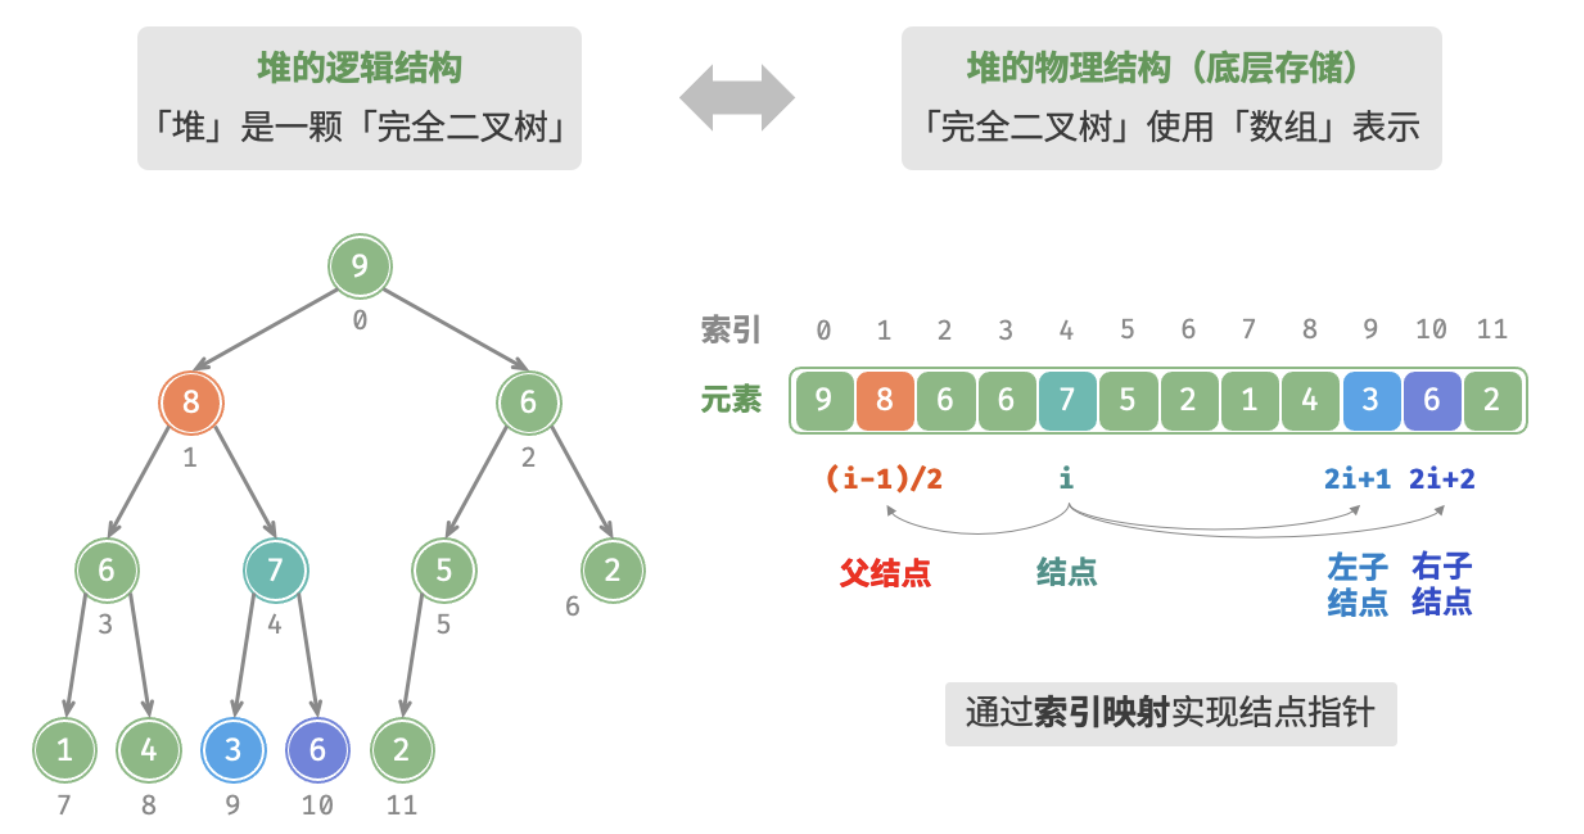 堆的逻辑结构
「堆」是一颗「完全二叉树」
堆的物理结构（底层存储）
「完全二叉树」使用「数组」表示
9
0
8
6
1
2
6
7
5
2
3
4
5
6
1
4
3
6
2
7
8
9
10
11
索引 0 1 2 3 4 5 6 7 8 9 10 11
元素 9 8 6 6 7 5 2 1 4 3 6 2
(i-1)/2 i 2i+1 2i+2
父结点 结点
左子
结点
右子
结点
通过索引映射实现结点指针